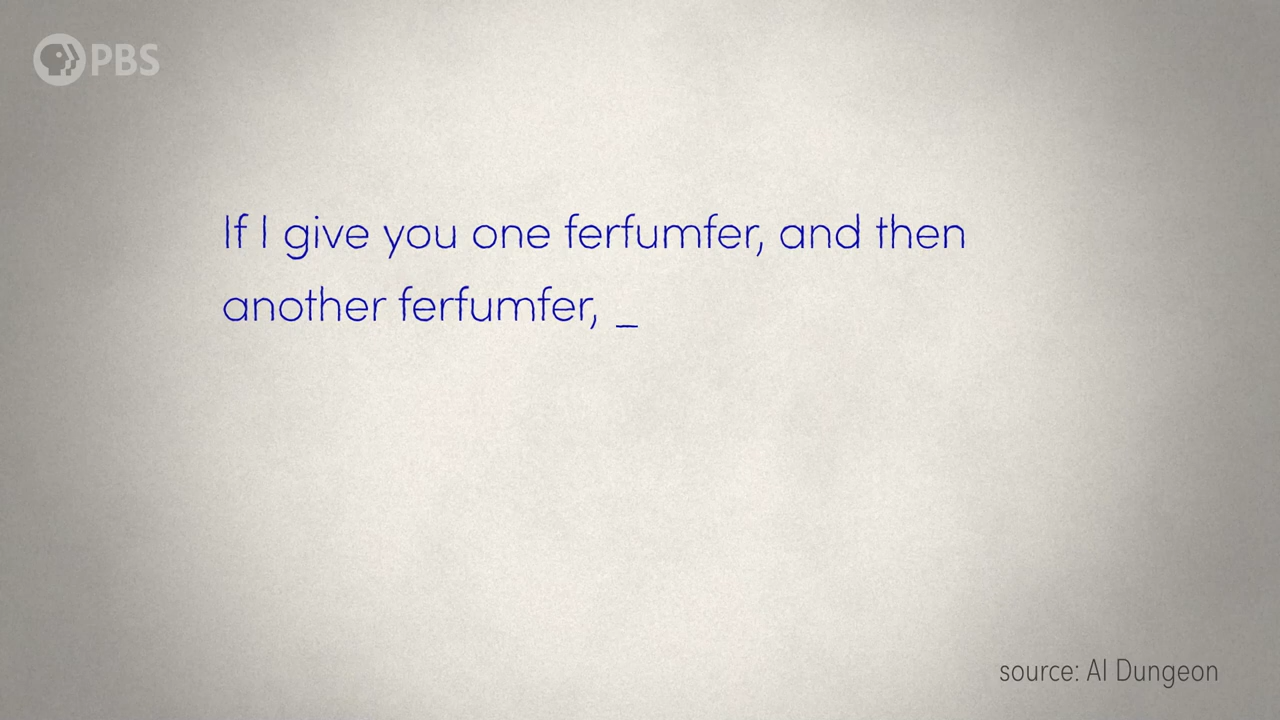 PBS
If I give you one ferfumfer, and then
another ferfumfer, _
source: AI Dungeon